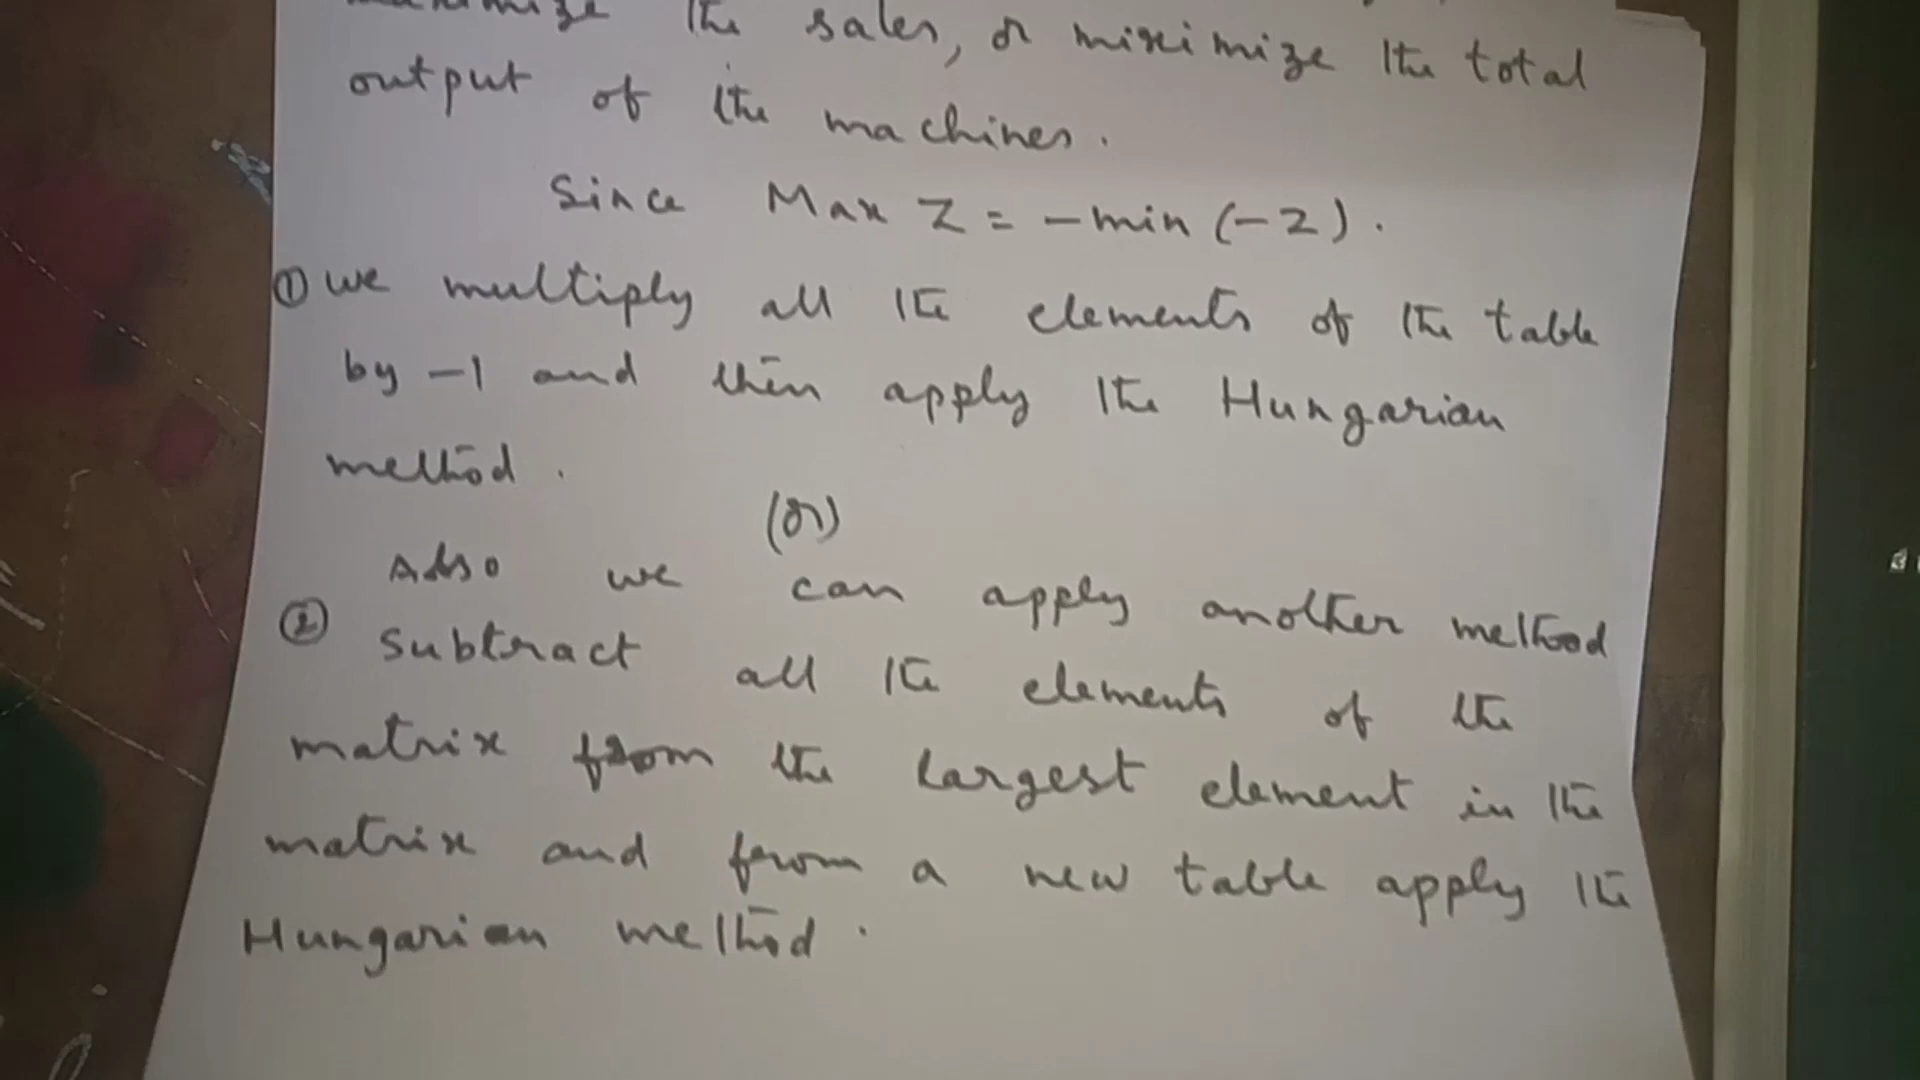 the sales, or minimize the total
output of the machines.
Since Max Z = -min (-Z).
① we multiply all the elements of the table
by -1 and then apply the Hungarian
method.
(or)
Also we can apply another method
② subtract all the elements of the
matrix from the largest element in the
matrix and from a new table apply the
Hungarian method.